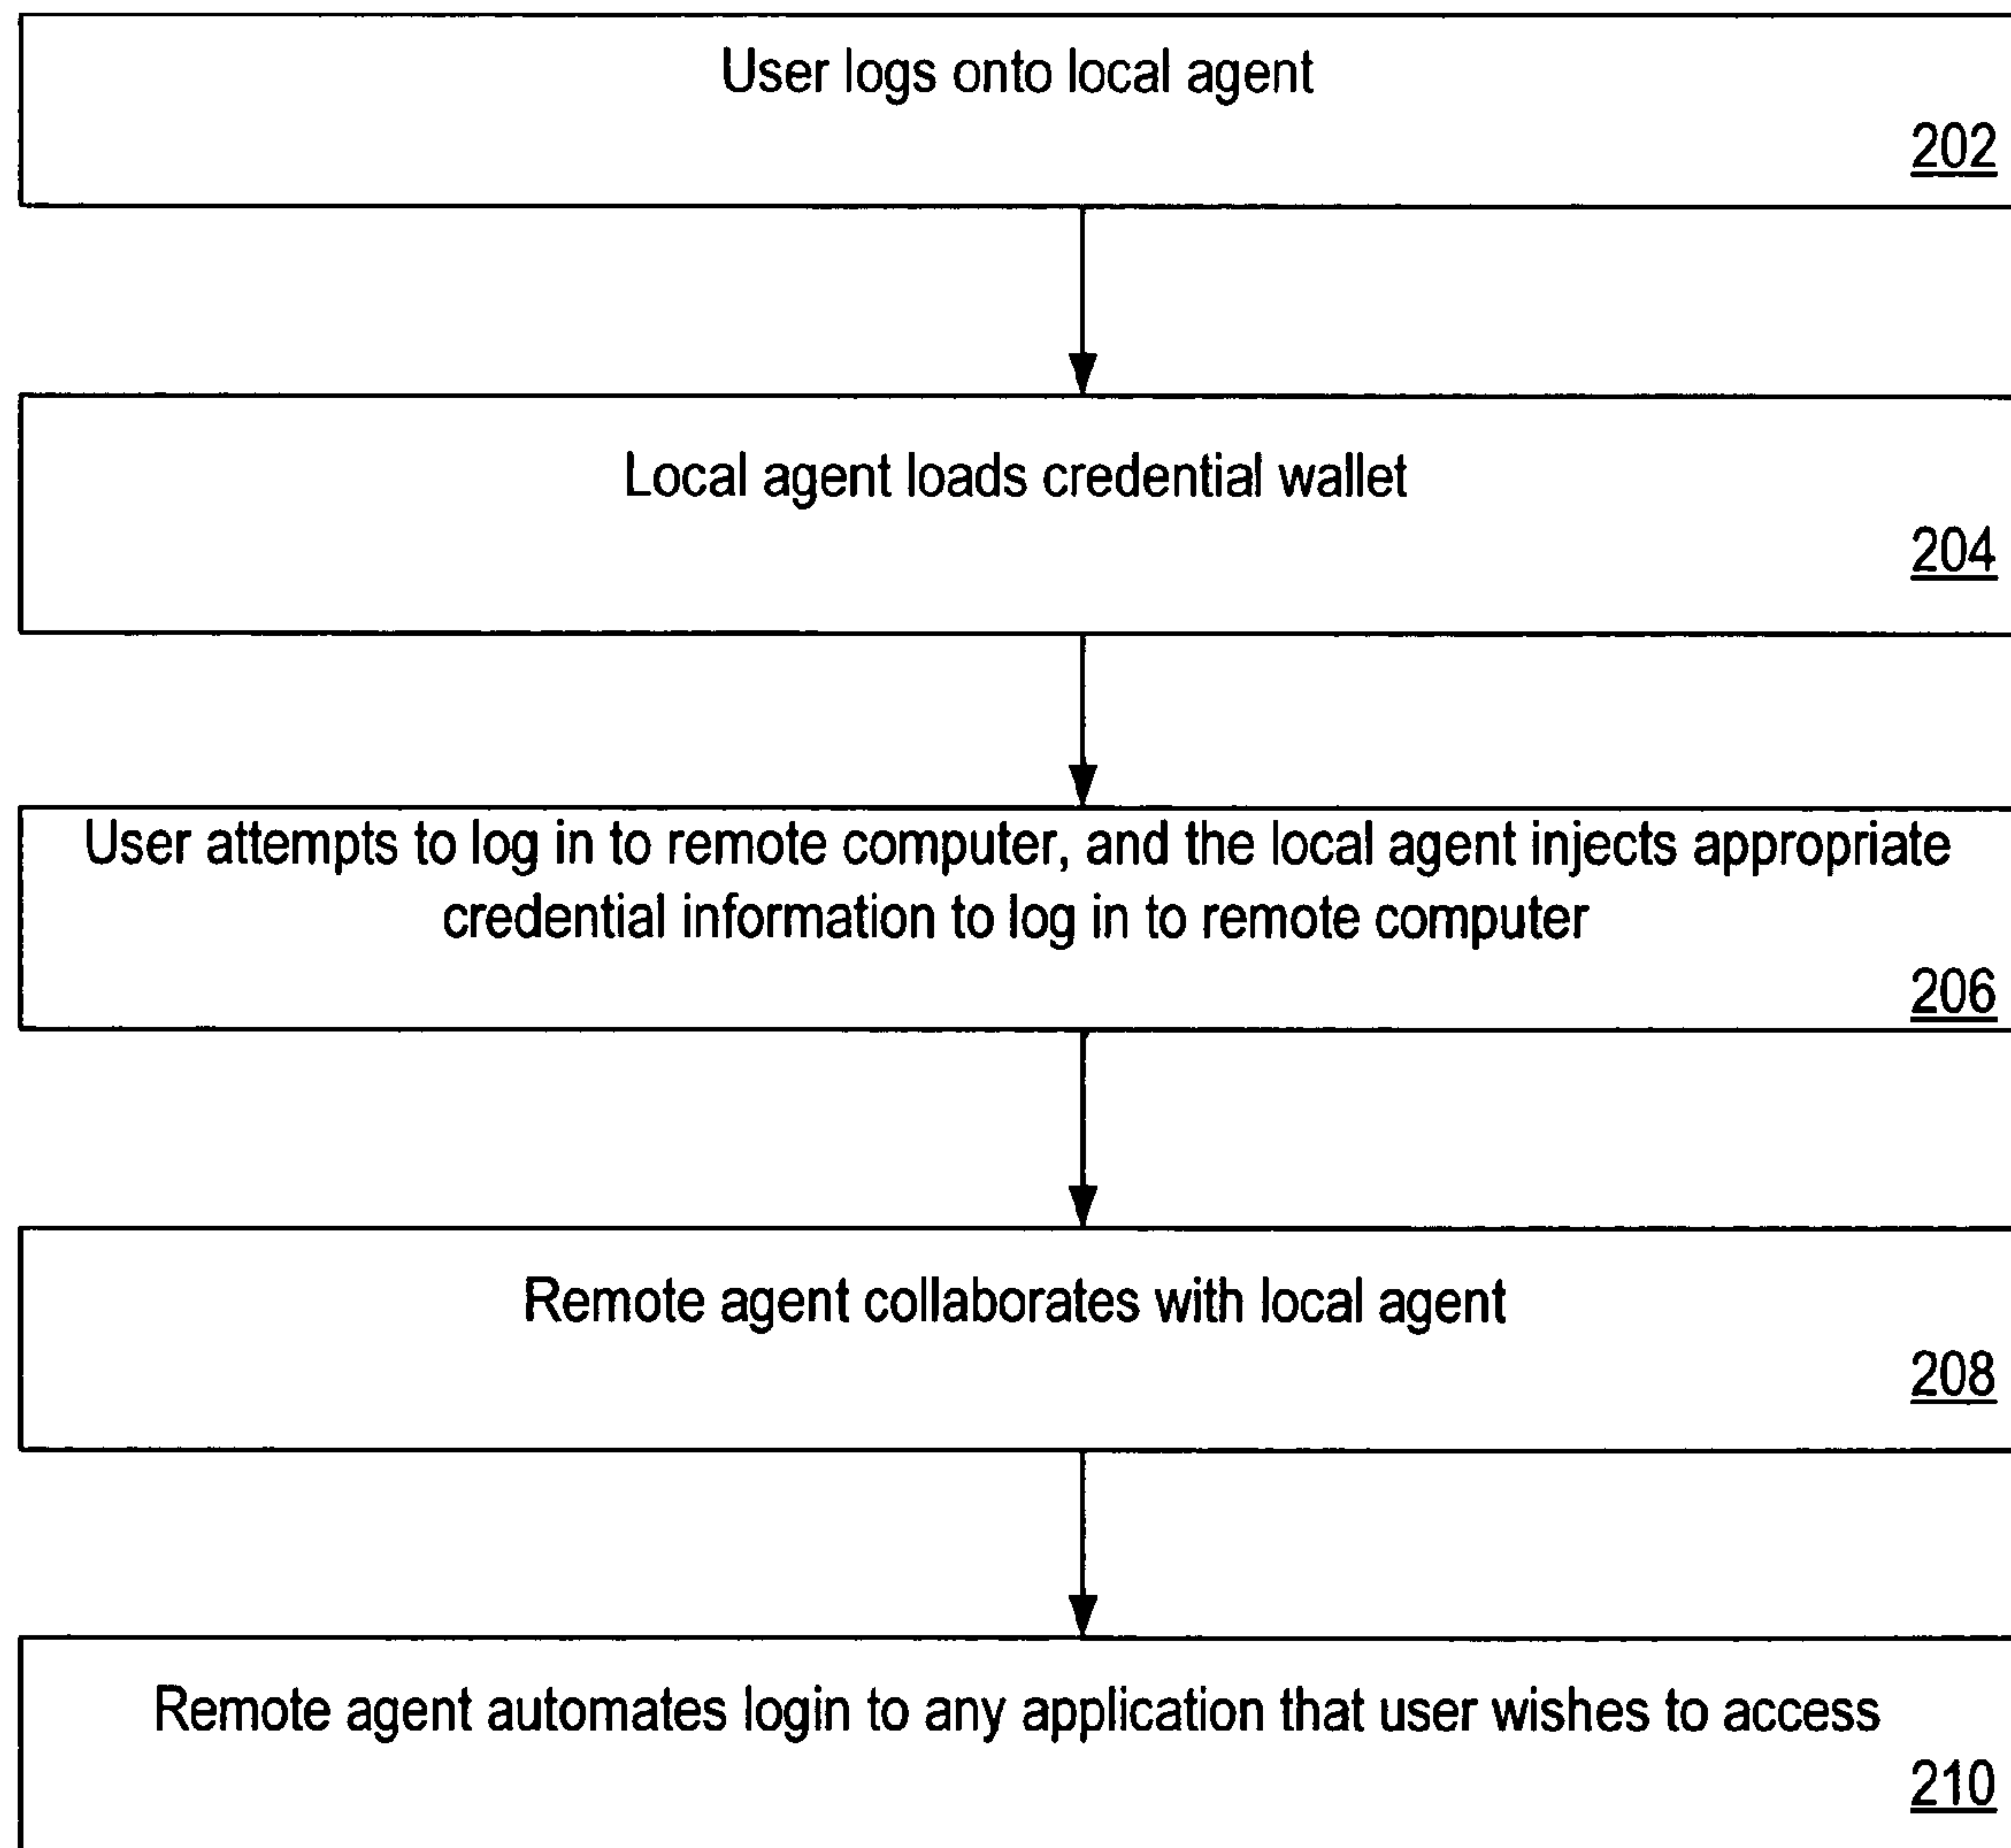 User logs onto local agent
202
Local agent loads credential wallet
204
User attempts to log in to remote computer, and the local agent injects appropriate
credential information to log in to remote computer
206
Remote agent collaborates with local agent
208
Remote agent automates login to any application that user wishes to access
210